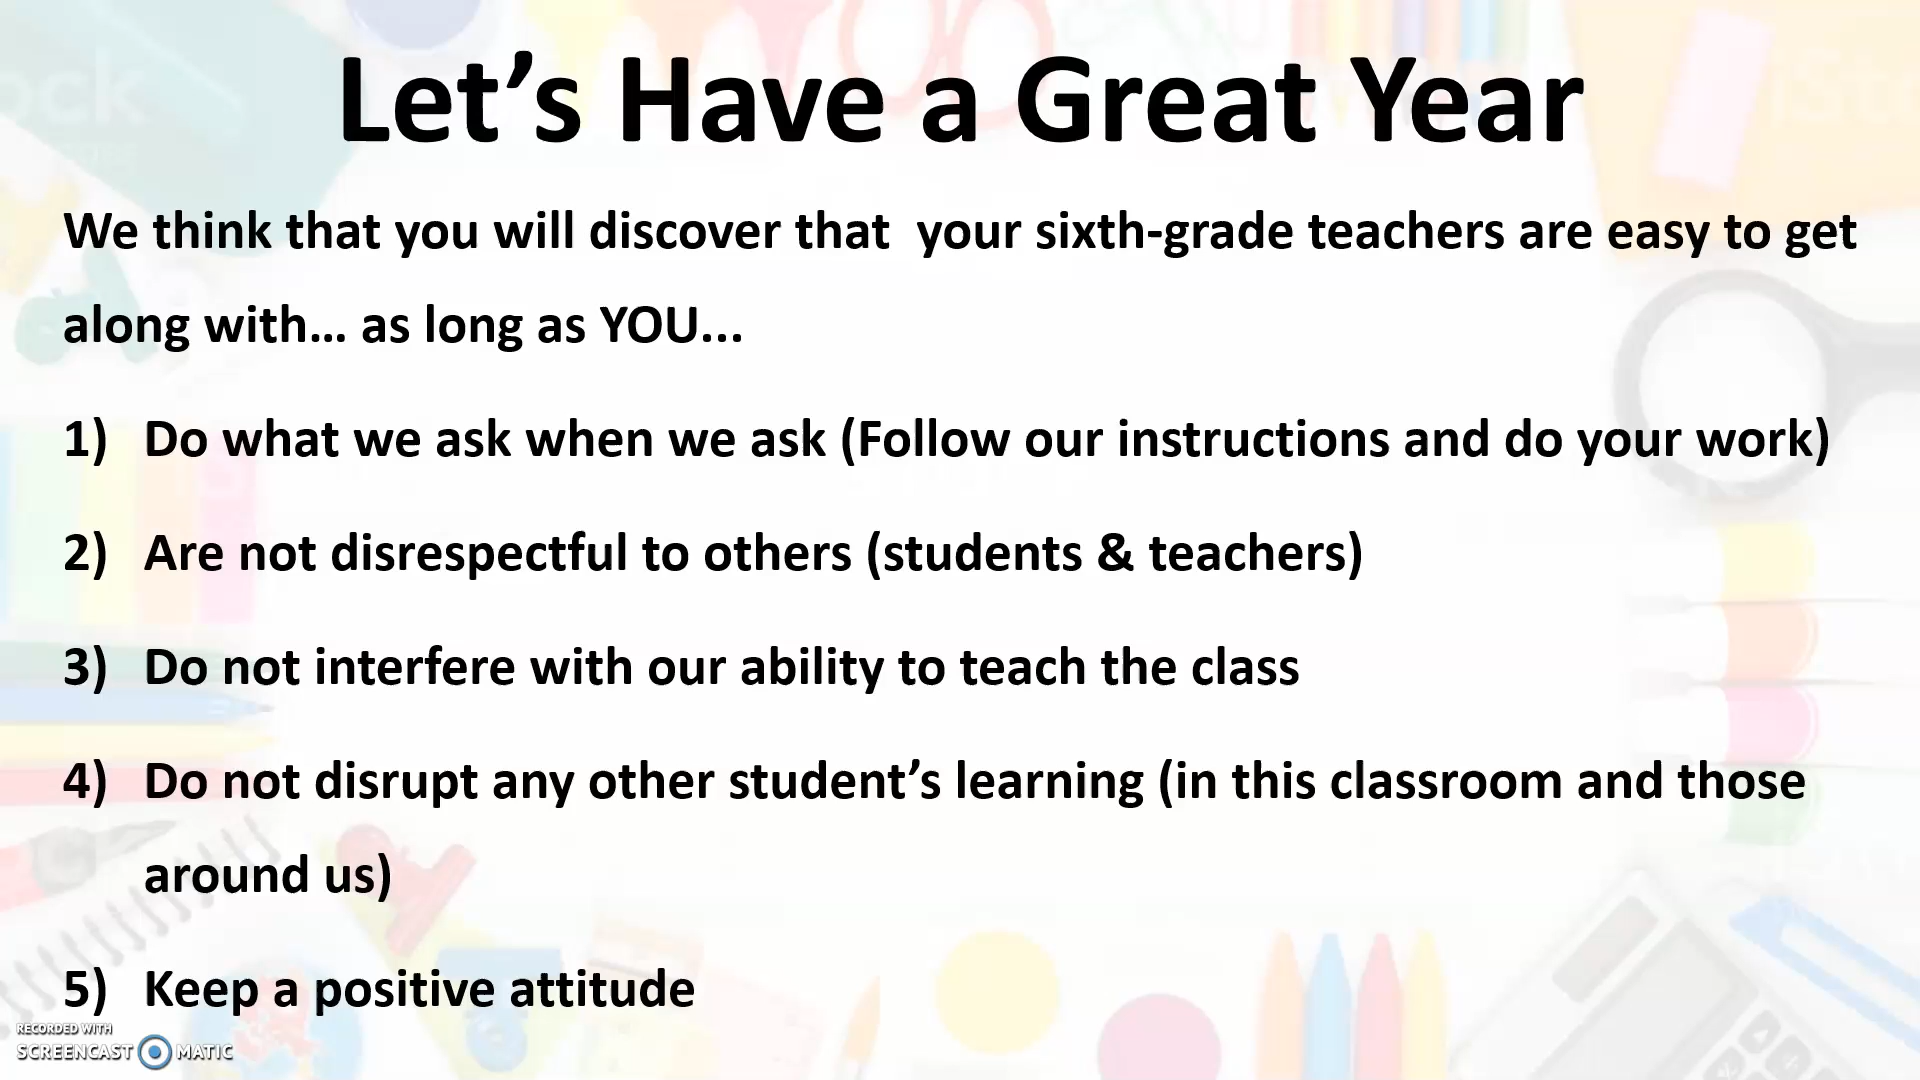 Let’s Have a Great Year
We think that you will discover that  your sixth-grade teachers are easy to get
along with… as long as YOU...
1) Do what we ask when we ask (Follow our instructions and do your work)
2) Are not disrespectful to others (students & teachers)
3) Do not interfere with our ability to teach the class
4) Do not disrupt any other student’s learning (in this classroom and those
around us)
5) Keep a positive attitude
RECORDED WITH
SCREENCAST MATIC